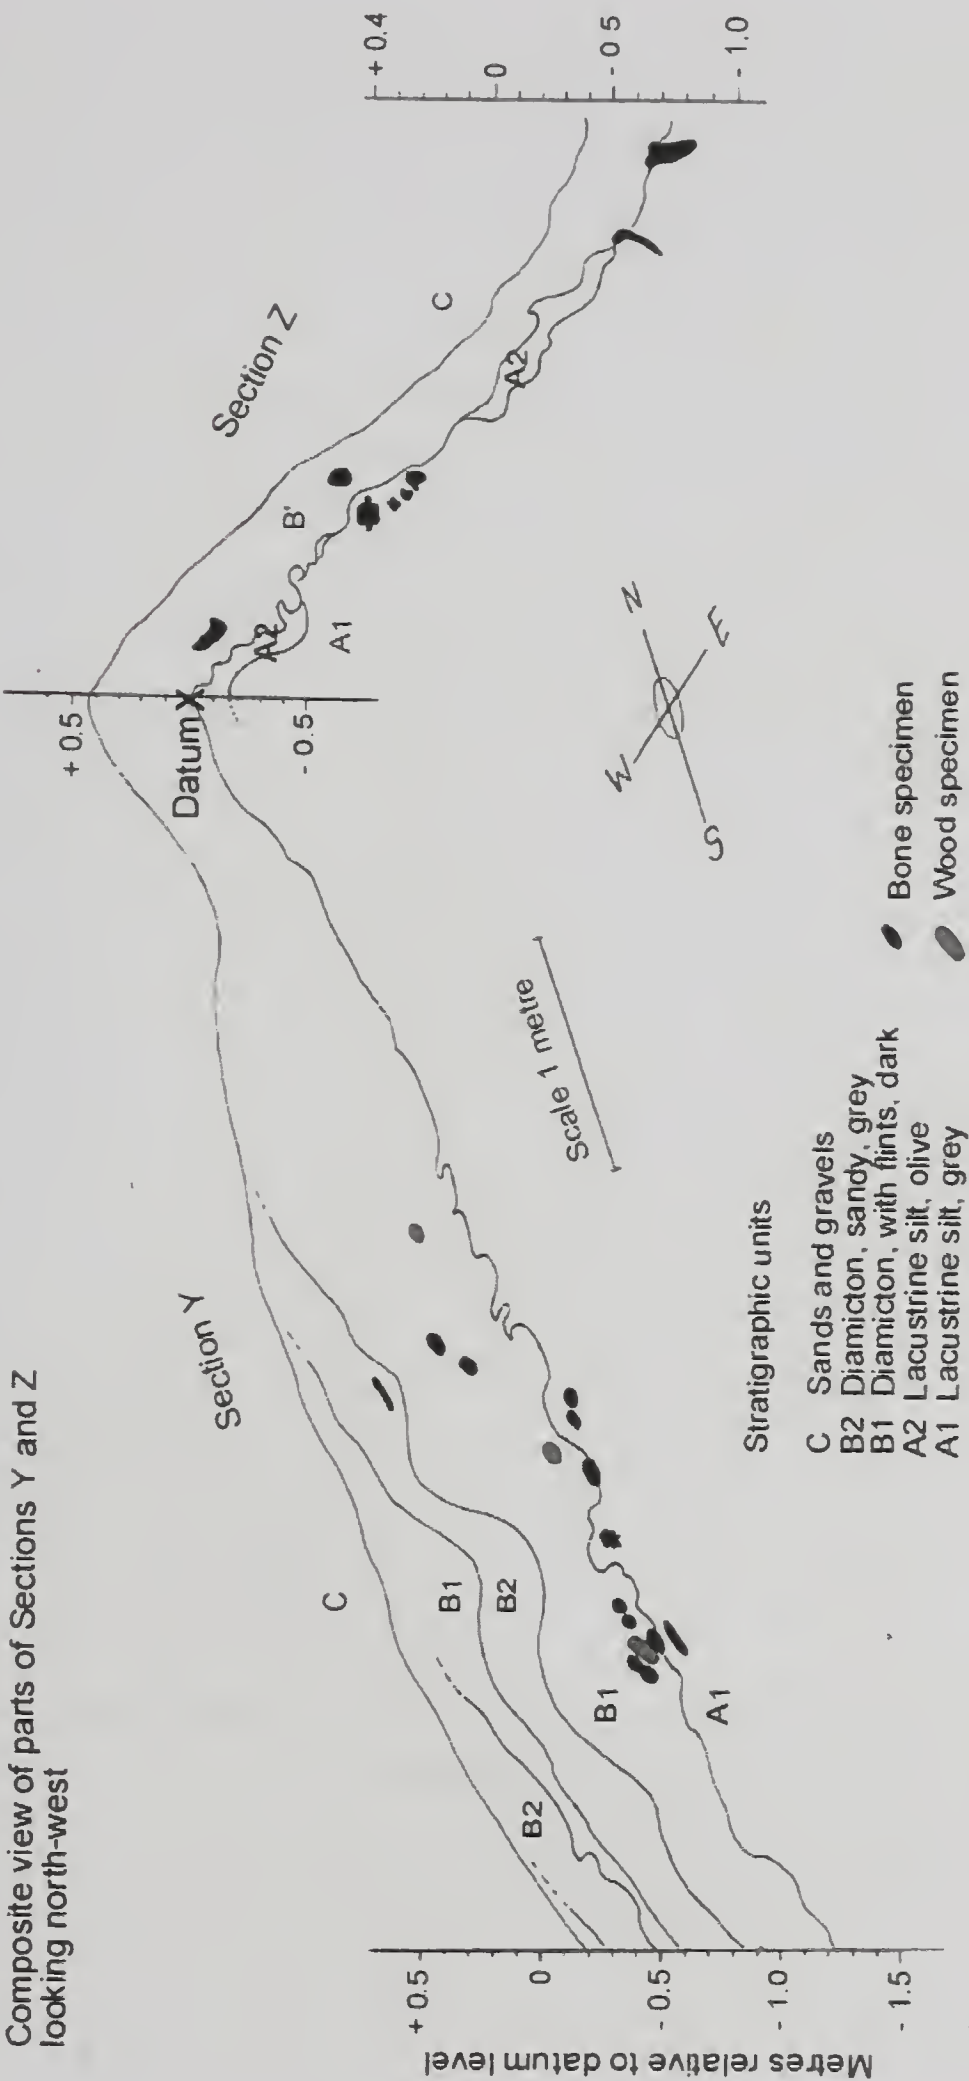 Composite view of parts of Sections Y and Z
looking north-west
Section Y
Section Z
Datum X
+ 0.5
- 0.5
+ 0.4
0
- 0 5
- 1.0
C
B1
B2
B2
B1
A1
C
B'
A2
A2
A1
Metres relative to datum level
+ 0.5
0
- 0.5
- 1.0
- 1.5
Scale 1 metre
N
E
S
W
Stratigraphic units
C Sands and gravels
B2 Diamicton, sandy, grey
B1 Diamicton, with flints, dark
A2 Lacustrine silt, olive
A1 Lacustrine silt, grey
Bone specimen
Wood specimen